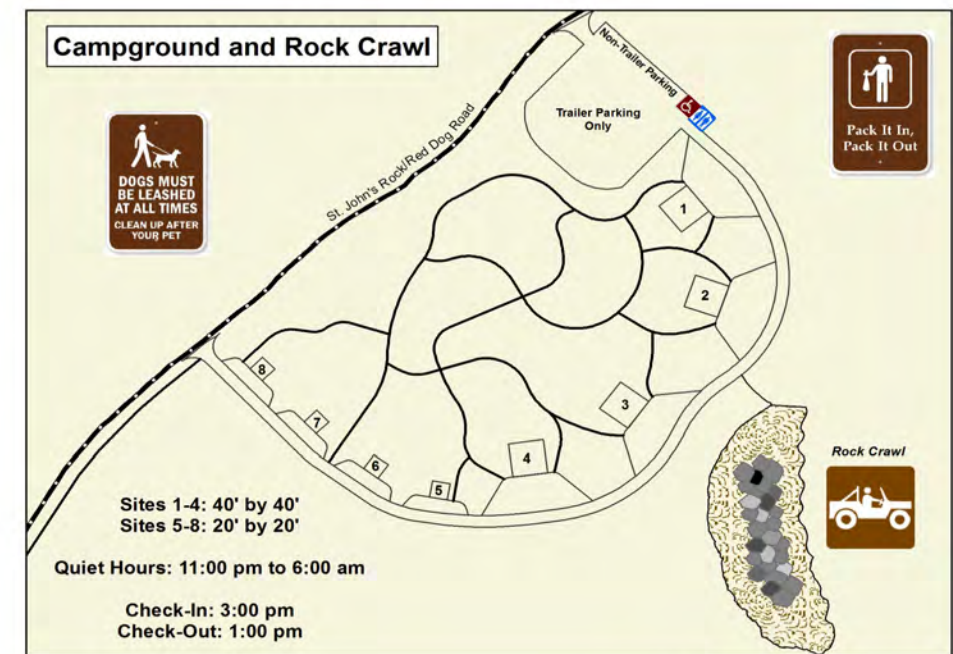 Campground and Rock Crawl
DOGS MUST
BE LEASHED
AT ALL TIMES
CLEAN UP AFTER
YOUR PET
St. John's Rock/Red Dog Road
Non-Trailer Parking
Trailer Parking
Only
Pack It In,
Pack It Out
1
2
3
4
5
6
7
8
Rock Crawl
Sites 1-4: 40' by 40'
Sites 5-8: 20' by 20'
Quiet Hours: 11:00 pm to 6:00 am
Check-In: 3:00 pm
Check-Out: 1:00 pm